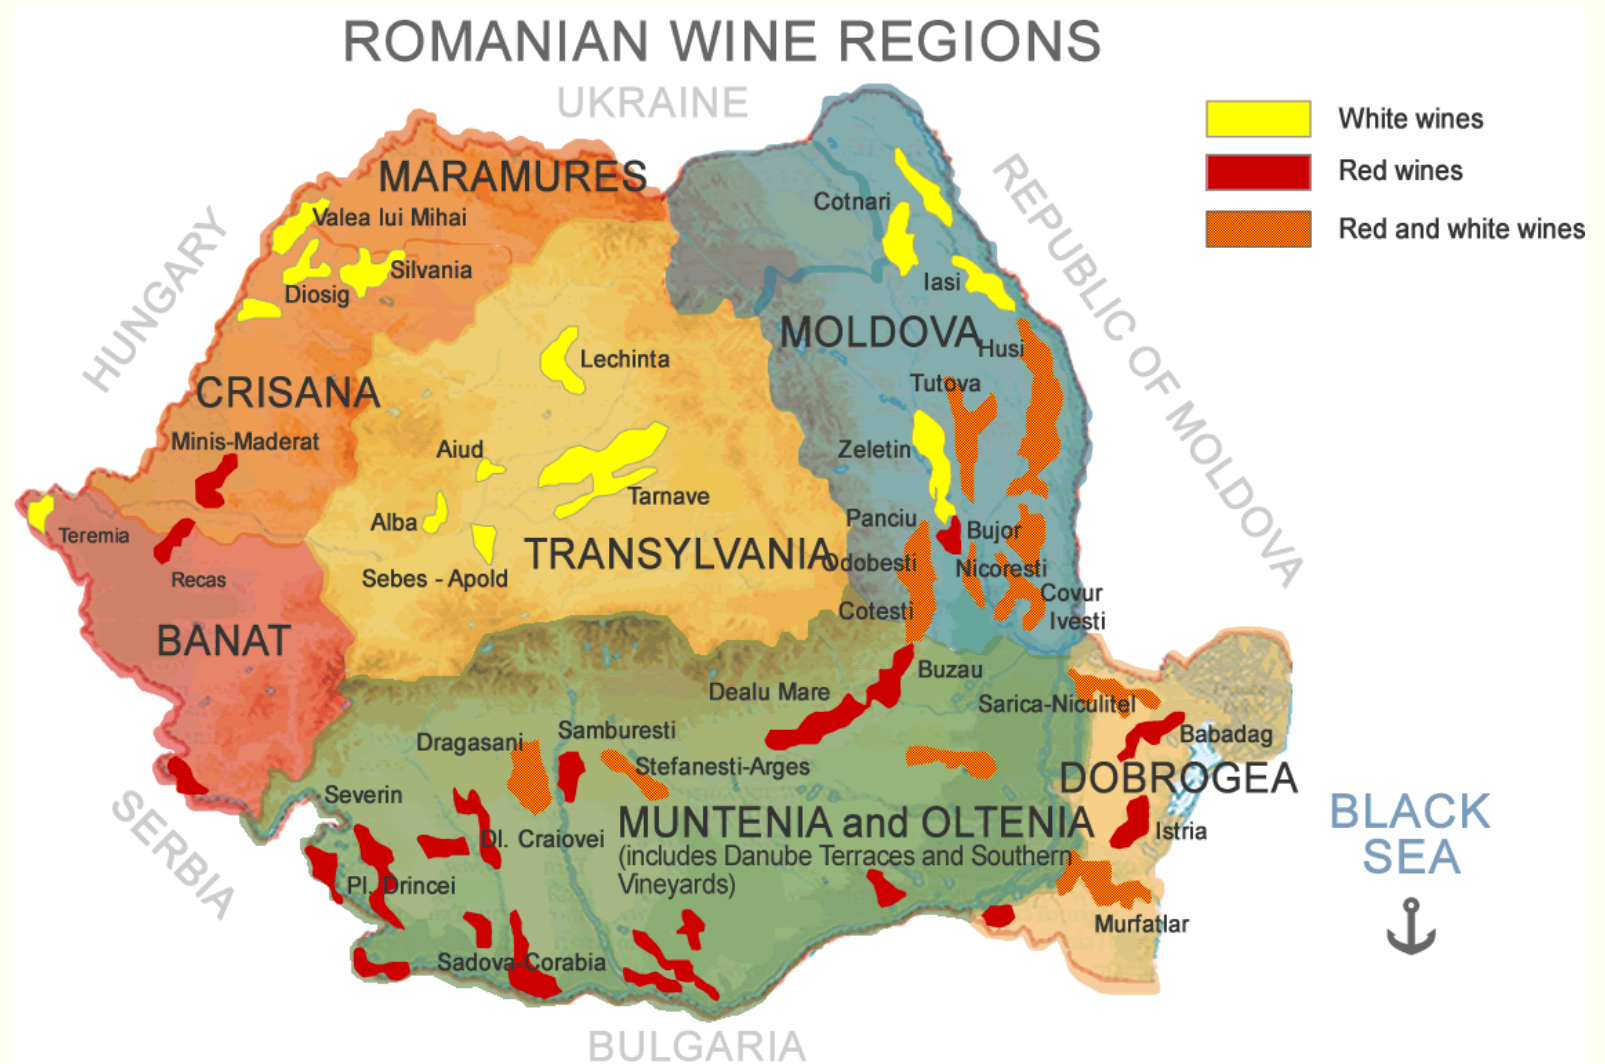 ROMANIAN WINE REGIONS
UKRAINE
White wines
Red wines
Red and white wines
HUNGARY
REPUBLIC OF MOLDOVA
SERBIA
BULGARIA
BLACK
SEA
MARAMURES
Valea lui Mihai
Silvania
Diosig
CRISANA
Minis-Maderat
Teremia
Recas
BANAT
Lechinta
Aiud
Tarnave
Alba
Sebes - Apold
TRANSYLVANIA
Cotnari
Iasi
MOLDOVA
Husi
Tutova
Zeletin
Panciu
Bujor
Odobesti
Nicoresti
Cotesti
Covur
Ivesti
Buzau
Dealu Mare
Sarica-Niculitel
Babadag
DOBROGEA
Istria
Murfatlar
Dragasani
Samburesti
Stefanesti-Arges
Severin
Dl. Craiovei
MUNTENIA and OLTENIA
(includes Danube Terraces and Southern
Vineyards)
Pl. Drincei
Sadova-Corabia